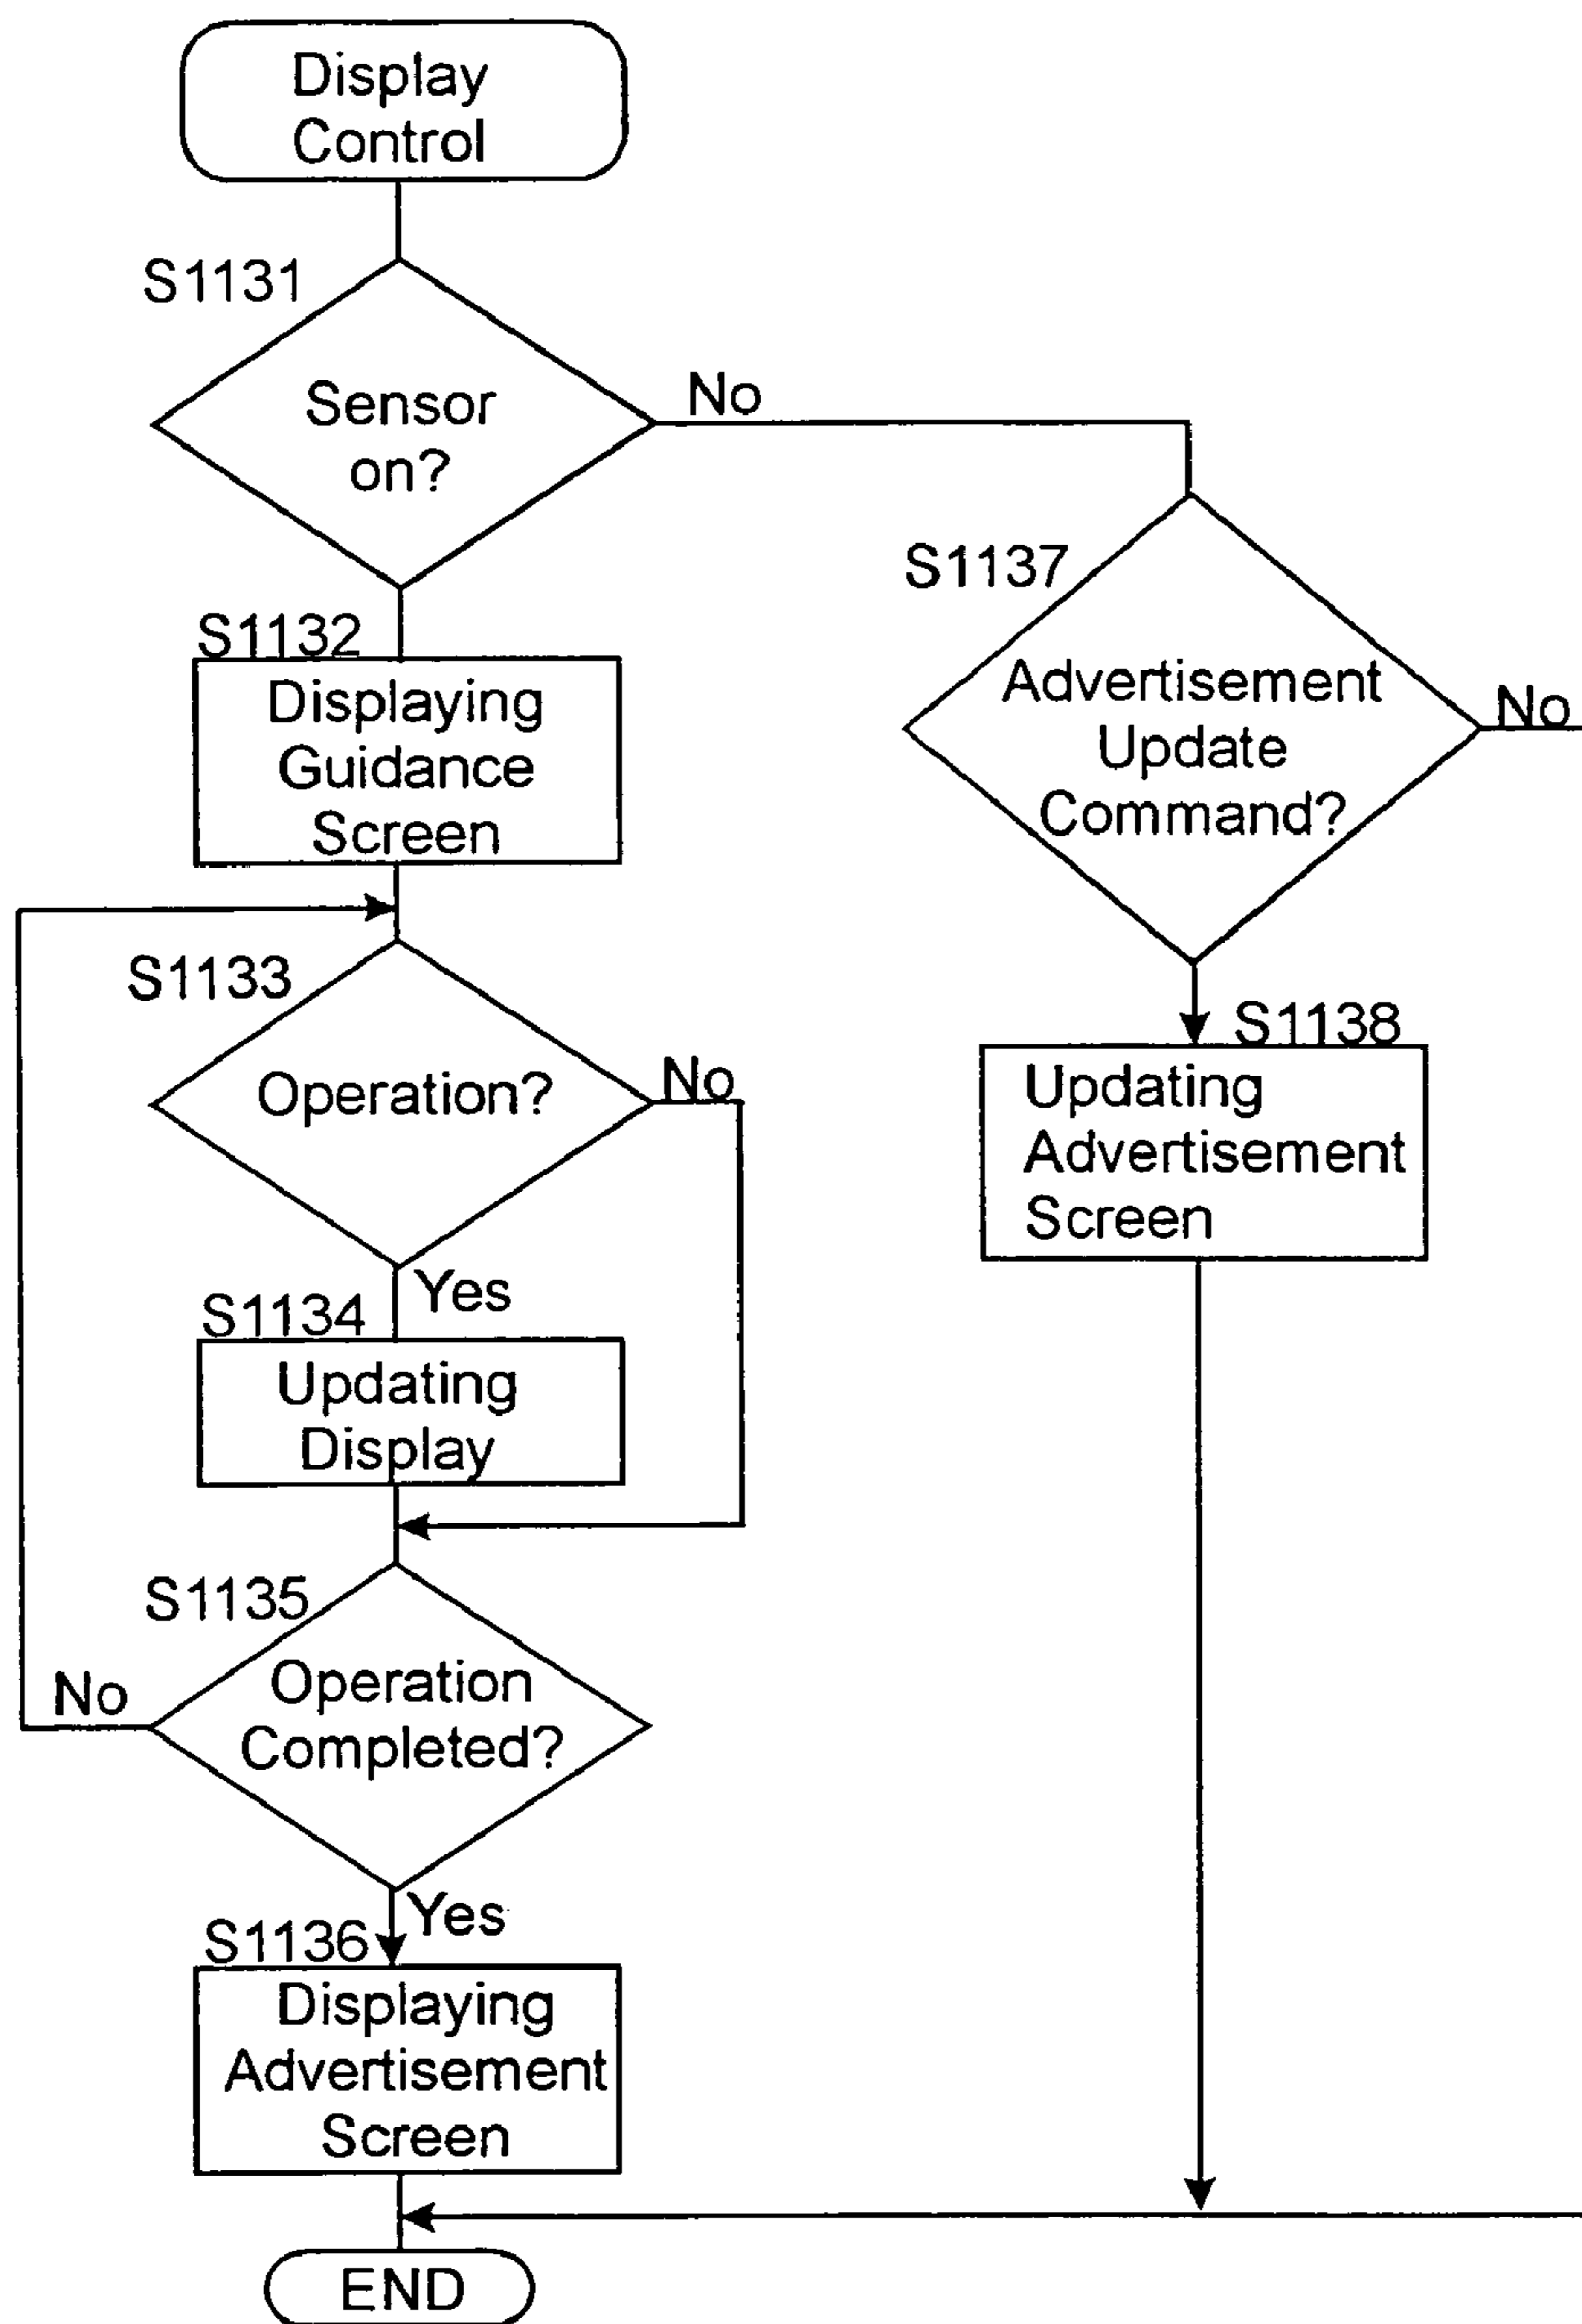 Display
Control
S1131
Sensor
on?
No
S1132
Displaying
Guidance
Screen
S1133
Operation?
No
Yes
S1134
Updating
Display
S1135
Operation
Completed?
No
Yes
S1136
Displaying
Advertisement
Screen
END
S1137
Advertisement
Update
Command?
No
S1138
Updating
Advertisement
Screen